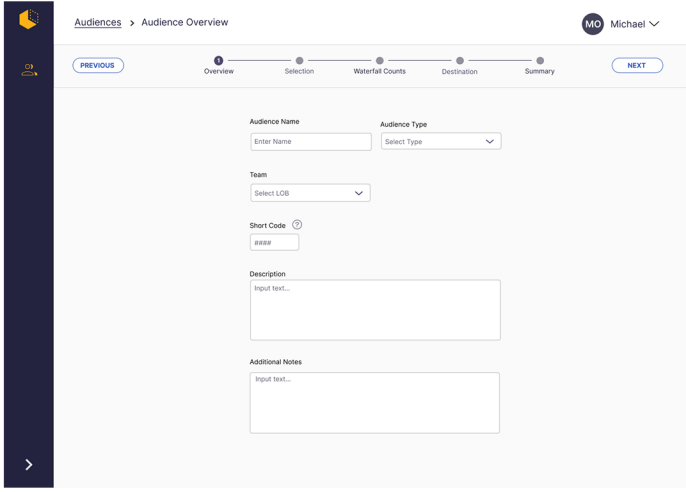 Audiences > Audience Overview
MO Michael
PREVIOUS
1
Overview
Selection
Waterfall Counts
Destination
Summary
NEXT
Audience Name
Enter Name
Audience Type
Select Type
Team
Select LOB
Short Code ?
####
Description
Input text...
Additional Notes
Input text...